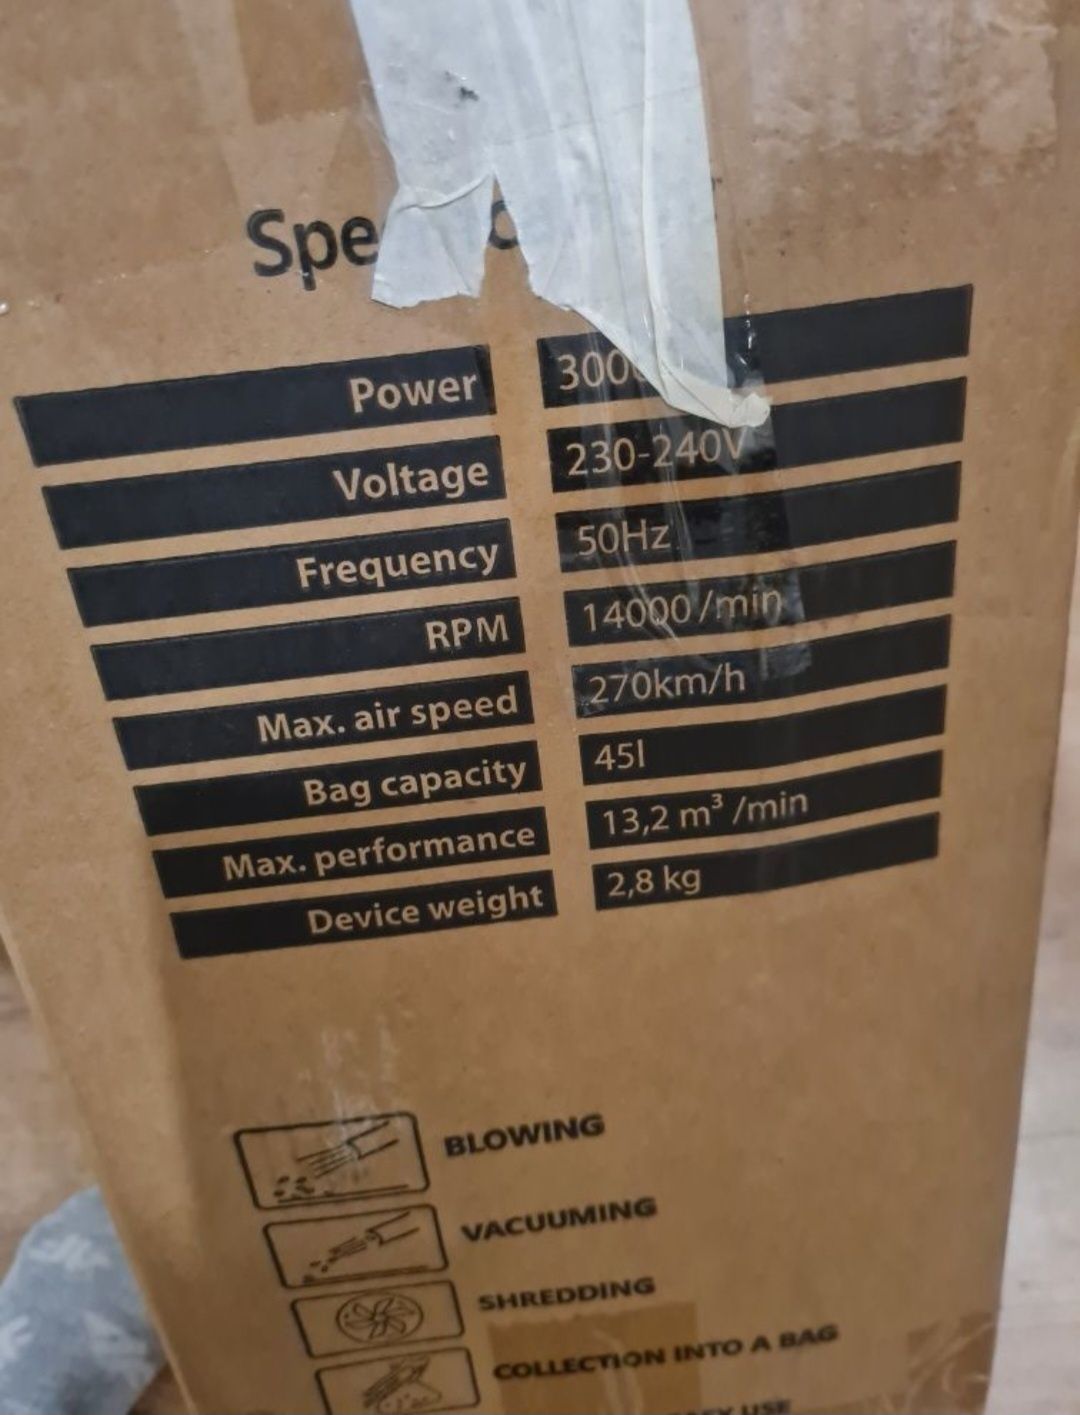 Power 300
Voltage 230-240V
Frequency 50Hz
RPM 14000/min
Max. air speed 270km/h
Bag capacity 45l
Max. performance 13,2 m³ /min
Device weight 2,8 kg
BLOWING
VACUUMING
SHREDDING
COLLECTION INTO A BAG
USE